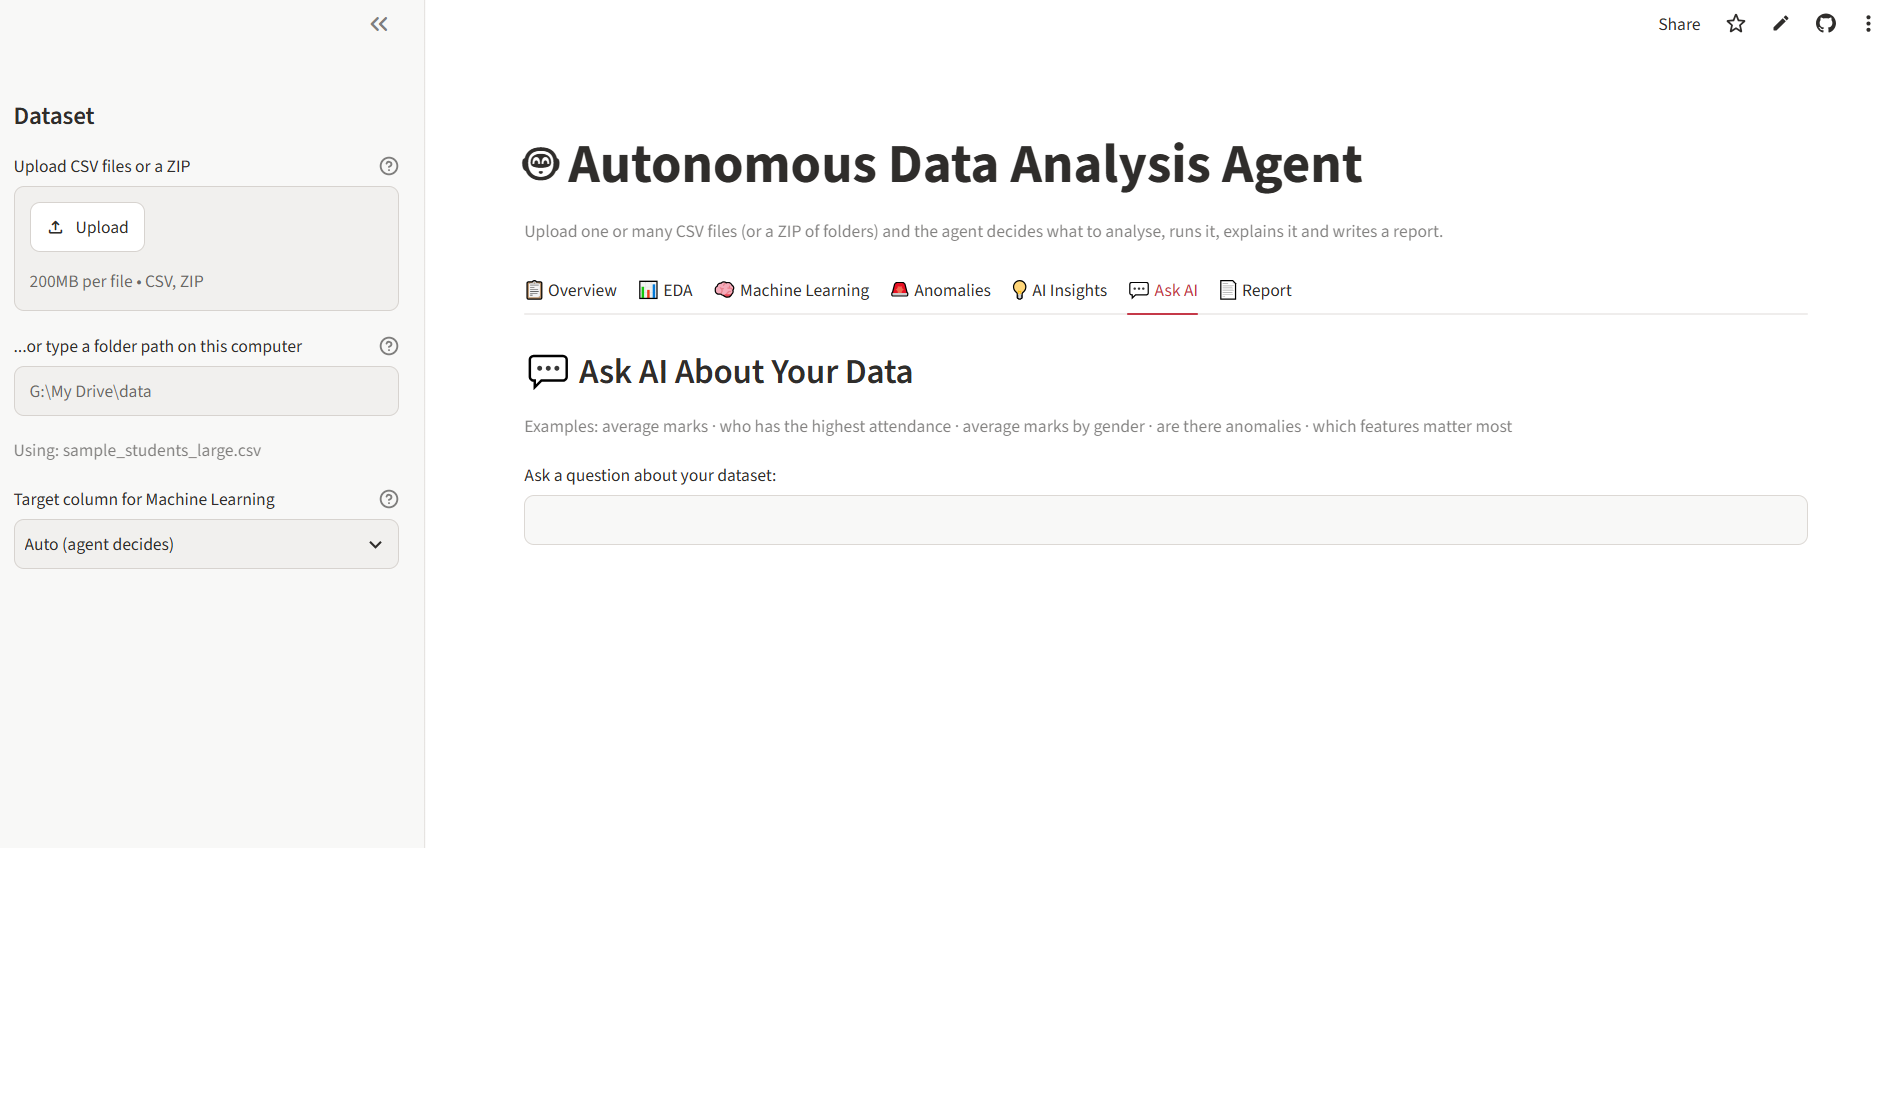 Share
Dataset
Upload CSV files or a ZIP
Upload
200MB per file • CSV, ZIP
...or type a folder path on this computer
G:\My Drive\data
Using: sample_students_large.csv
Target column for Machine Learning
Auto (agent decides)
Autonomous Data Analysis Agent
Upload one or many CSV files (or a ZIP of folders) and the agent decides what to analyse, runs it, explains it and writes a report.
Overview EDA Machine Learning Anomalies AI Insights Ask AI Report
Ask AI About Your Data
Examples: average marks · who has the highest attendance · average marks by gender · are there anomalies · which features matter most
Ask a question about your dataset: